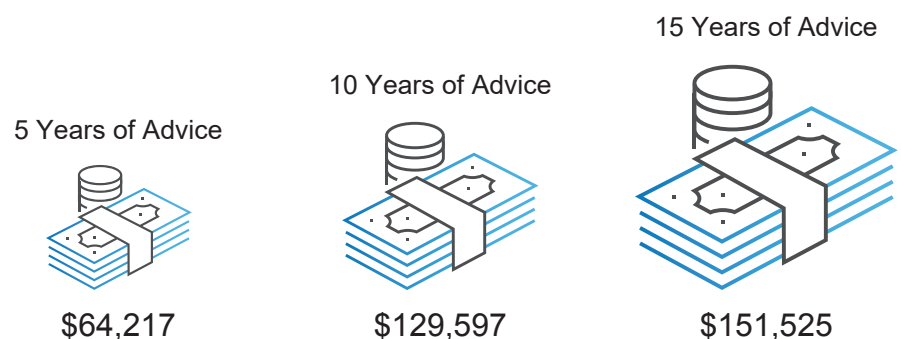 5 Years of Advice
10 Years of Advice
15 Years of Advice
$64,217
$129,597
$151,525